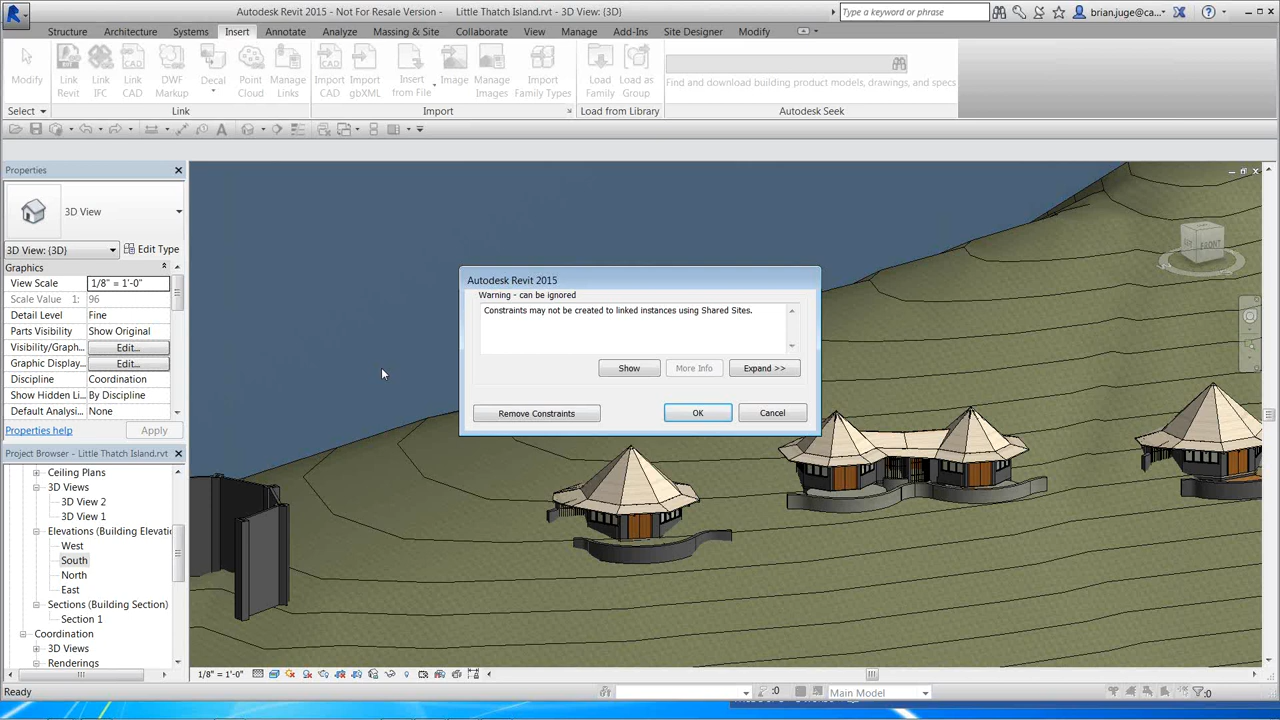 Autodesk Revit 2015 - Not For Resale Version - Little Thatch Island.rvt - 3D View: {3D}
Type a keyword or phrase
brian.juge@ca...
Structure Architecture Systems Insert Annotate Analyze Massing & Site Collaborate View Manage Add-Ins Site Designer Modify
Modify
Link Revit
Link IFC
Link CAD
DWF Markup
Decal
Point Cloud
Manage Links
Import CAD
Import gbXML
Insert from File
Image
Manage Images
Import Family Types
Load Family
Load as Group
Find and download building product models, drawings, and specs
Select
Link
Import
Load from Library
Autodesk Seek
Properties
3D View
3D View: {3D}
Edit Type
Graphics
View Scale 1/8" = 1'-0"
Scale Value 1: 96
Detail Level Fine
Parts Visibility Show Original
Visibility/Graph... Edit...
Graphic Display... Edit...
Discipline Coordination
Show Hidden Li... By Discipline
Default Analysi... None
Properties help
Apply
Project Browser - Little Thatch Island.rvt
Ceiling Plans
3D Views
3D View 2
3D View 1
Elevations (Building Elevatio
West
South
North
East
Sections (Building Section)
Section 1
Coordination
3D Views
Renderings
FRONT
Autodesk Revit 2015
Warning - can be ignored
Constraints may not be created to linked instances using Shared Sites.
Show
More Info
Expand >>
Remove Constraints
OK
Cancel
1/8" = 1'-0"
Ready
:0
Main Model
:0